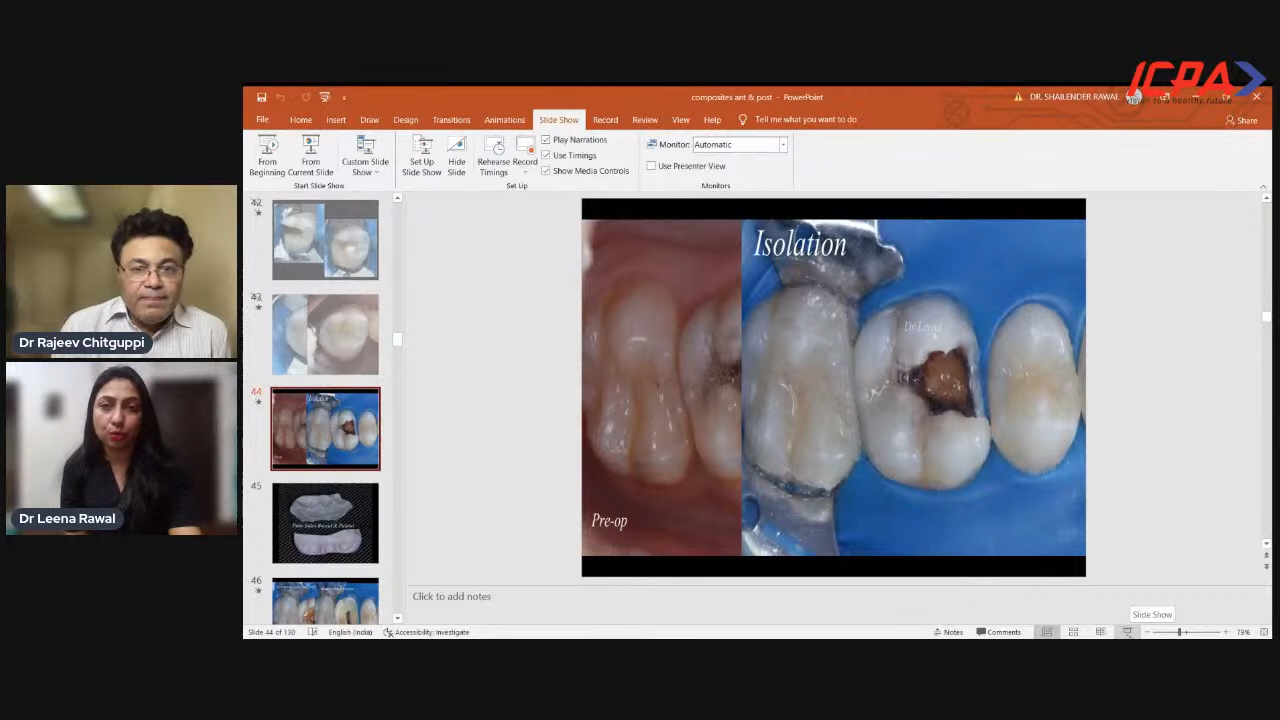 ICPA
vision to a healthy future
composites ant & post - PowerPoint
DR. SHAILENDER RAWAL
File Home Insert Draw Design Transitions Animations Slide Show Record Review View Help Tell me what you want to do
Share
From Beginning
From Current Slide
Custom Slide Show
Set Up Slide Show
Hide Slide
Rehearse Timings
Record
Play Narrations
Use Timings
Show Media Controls
Monitor: Automatic
Use Presenter View
Start Slide Show
Set Up
Monitors
42
43
44
45
46
Isolation
Dr Leena
Pre-op
Dr Rajeev Chitguppi
Dr Leena Rawal
Click to add notes
Slide Show
Slide 44 of 130
English (India)
Accessibility: Investigate
Notes
Comments
79%